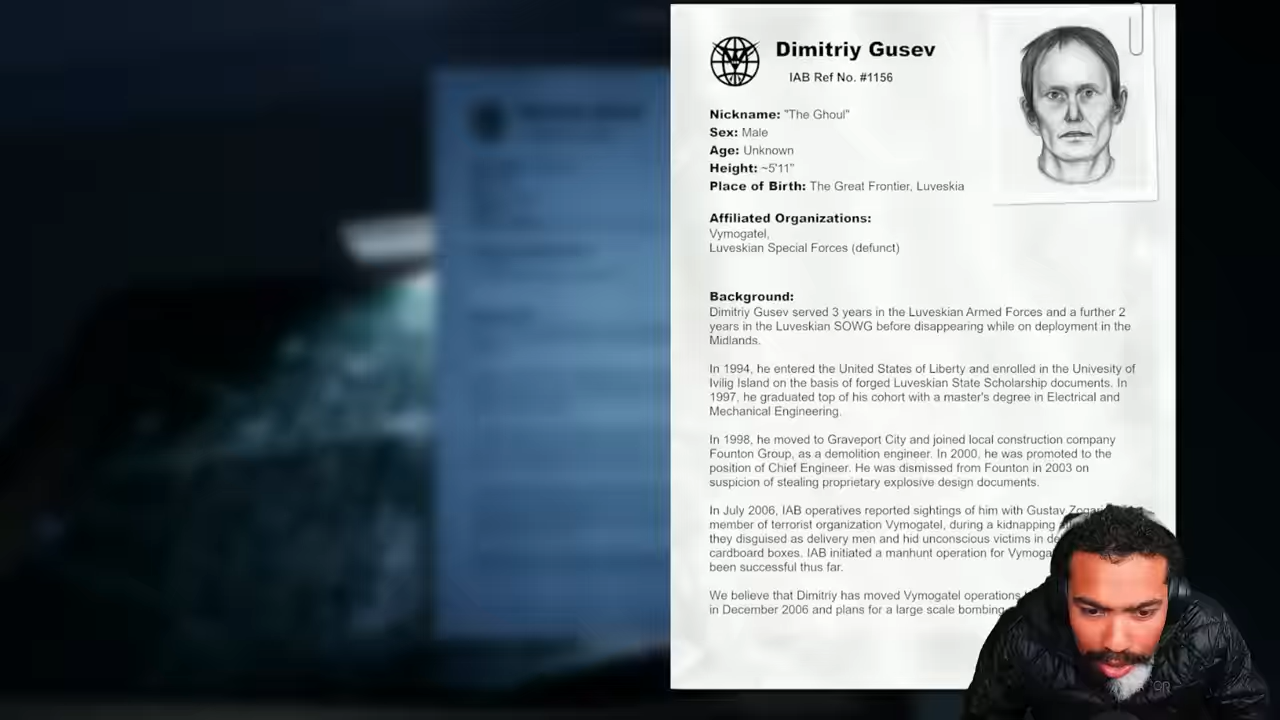 Dimitriy Gusev
IAB Ref No. #1156
Nickname: "The Ghoul"
Sex: Male
Age: Unknown
Height: ~5'11"
Place of Birth: The Great Frontier, Luveskia
Affiliated Organizations:
Vymogatel,
Luveskian Special Forces (defunct)
Background:
Dimitriy Gusev served 3 years in the Luveskian Armed Forces and a further 2
years in the Luveskian SOWG before disappearing while on deployment in the
Midlands.
In 1994, he entered the United States of Liberty and enrolled in the Univesity of
Ivilig Island on the basis of forged Luveskian State Scholarship documents. In
1997, he graduated top of his cohort with a master's degree in Electrical and
Mechanical Engineering.
In 1998, he moved to Graveport City and joined local construction company
Founton Group, as a demolition engineer. In 2000, he was promoted to the
position of Chief Engineer. He was dismissed from Founton in 2003 on
suspicion of stealing proprietary explosive design documents.
In July 2006, IAB operatives reported sightings of him with Gustav
member of terrorist organization Vymogatel, during a kidnapping
they disguised as delivery men and hid unconscious victims in
cardboard boxes. IAB initiated a manhunt operation for
been successful thus far.
We believe that Dimitriy has moved Vymogatel operations
in December 2006 and plans for a large scale bombing